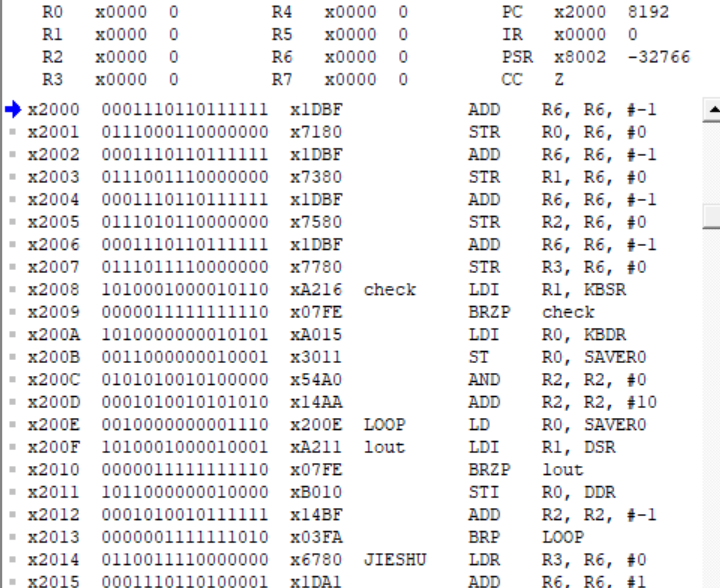 R0 x0000 0 R4 x0000 0 PC x2000 8192
R1 x0000 0 R5 x0000 0 IR x0000 0
R2 x0000 0 R6 x0000 0 PSR x8002 -32766
R3 x0000 0 R7 x0000 0 CC Z
x2000 0001110110111111 x1DBF ADD R6, R6, #-1
x2001 0111000110000000 x7180 STR R0, R6, #0
x2002 0001110110111111 x1DBF ADD R6, R6, #-1
x2003 0111001110000000 x7380 STR R1, R6, #0
x2004 0001110110111111 x1DBF ADD R6, R6, #-1
x2005 0111010110000000 x7580 STR R2, R6, #0
x2006 0001110110111111 x1DBF ADD R6, R6, #-1
x2007 0111011110000000 x7780 STR R3, R6, #0
x2008 1010001000010110 xA216 check LDI R1, KBSR
x2009 0000011111111110 x07FE BRZP check
x200A 1010000000010101 xA015 LDI R0, KBDR
x200B 0011000000010001 x3011 ST R0, SAVER0
x200C 0101010010100000 x54A0 AND R2, R2, #0
x200D 0001010010101010 x14AA ADD R2, R2, #10
x200E 0010000000001110 x200E LOOP LD R0, SAVER0
x200F 1010001000010001 xA211 lout LDI R1, DSR
x2010 0000011111111110 x07FE BRZP lout
x2011 1011000000010000 xB010 STI R0, DDR
x2012 0001010010111111 x14BF ADD R2, R2, #-1
x2013 0000001111111010 x03FA BRP LOOP
x2014 0110011110000000 x6780 JIESHU LDR R3, R6, #0
x2015 0001110110100001 x1DA1 ADD R6, R6, #1